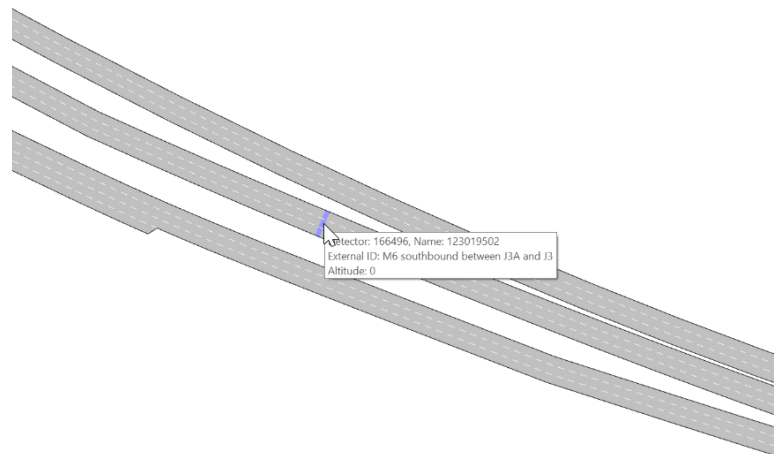 etector: 166496, Name: 123019502
External ID: M6 southbound between J3A and J3
Altitude: 0